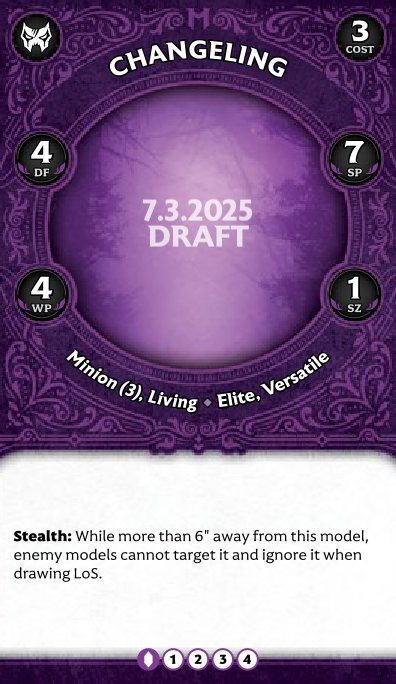 3
COST
CHANGELING
4
DF
7
SP
7.3.2025
DRAFT
4
WP
1
SZ
Minion (3), Living ◆ Elite, Versatile
Stealth: While more than 6" away from this model,
enemy models cannot target it and ignore it when
drawing LoS.
1 2 3 4